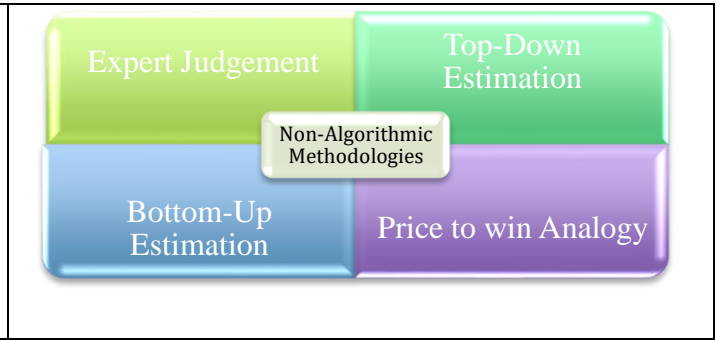 Expert Judgement
Top-Down
Estimation
Non-Algorithmic
Methodologies
Bottom-Up
Estimation
Price to win Analogy